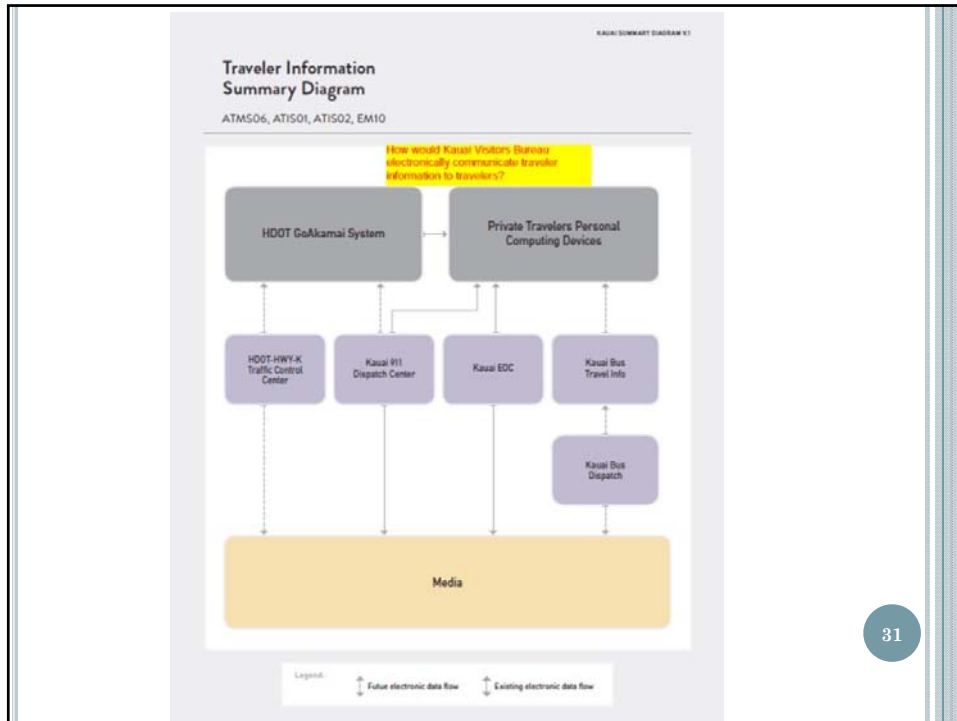 KAUAI SUMMARY DIAGRAM K1
Traveler Information
Summary Diagram
ATMS06, ATIS01, ATIS02, EM10
How would Kauai Visitors Bureau
electronically communicate traveler
information to travelers?
HDOT GoAkamai System
Private Travelers Personal
Computing Devices
HDOT-HWY-K
Traffic Control
Center
Kauai 911
Dispatch Center
Kauai EOC
Kauai Bus
Travel Info
Kauai Bus
Dispatch
Media
31
Legend:
Futue electronic data flow
Existing electronic data flow